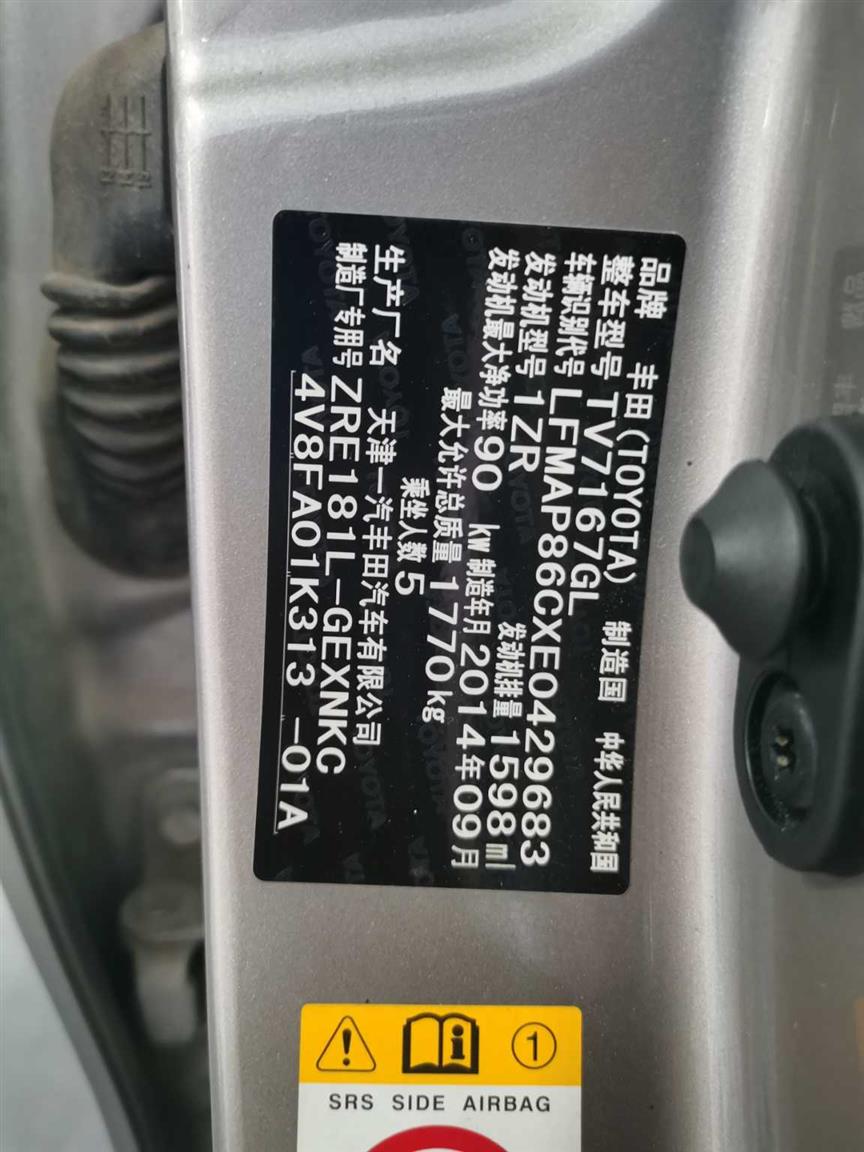 品牌 丰田(TOYOTA) 制造国 中华人民共和国
整车型号 TV7167GL
车辆识别代号 LFMAP86CXE0429683
发动机型号 1ZR 发动机排量 1598 ml
发动机最大净功率 90 kw 制造年月 2014年09月
最大允许总质量 1770kg
乘坐人数 5
生产厂名 天津一汽丰田汽车有限公司
制造厂专用号 ZRE181L-GEXNKC
4V8FA01K313 -01A
1
SRS SIDE AIRBAG